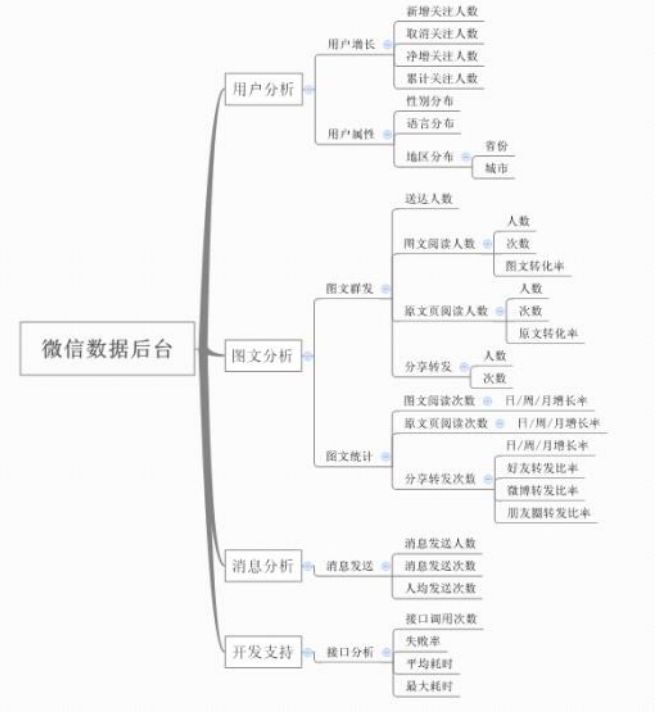 微信数据后台
用户分析
用户增长
新增关注人数
取消关注人数
净增关注人数
累计关注人数
用户属性
性别分布
语言分布
地区分布
省份
城市
图文分析
图文群发
送达人数
图文阅读人数
人数
次数
图文转化率
原文页阅读人数
人数
次数
原文转化率
分享转发
人数
次数
图文统计
图文阅读次数
日/周/月增长率
原文页阅读次数
日/周/月增长率
分享转发次数
日/周/月增长率
好友转发比率
微博转发比率
朋友圈转发比率
消息分析
消息发送
消息发送人数
消息发送次数
人均发送次数
开发支持
接口分析
接口调用次数
失败率
平均耗时
最大耗时